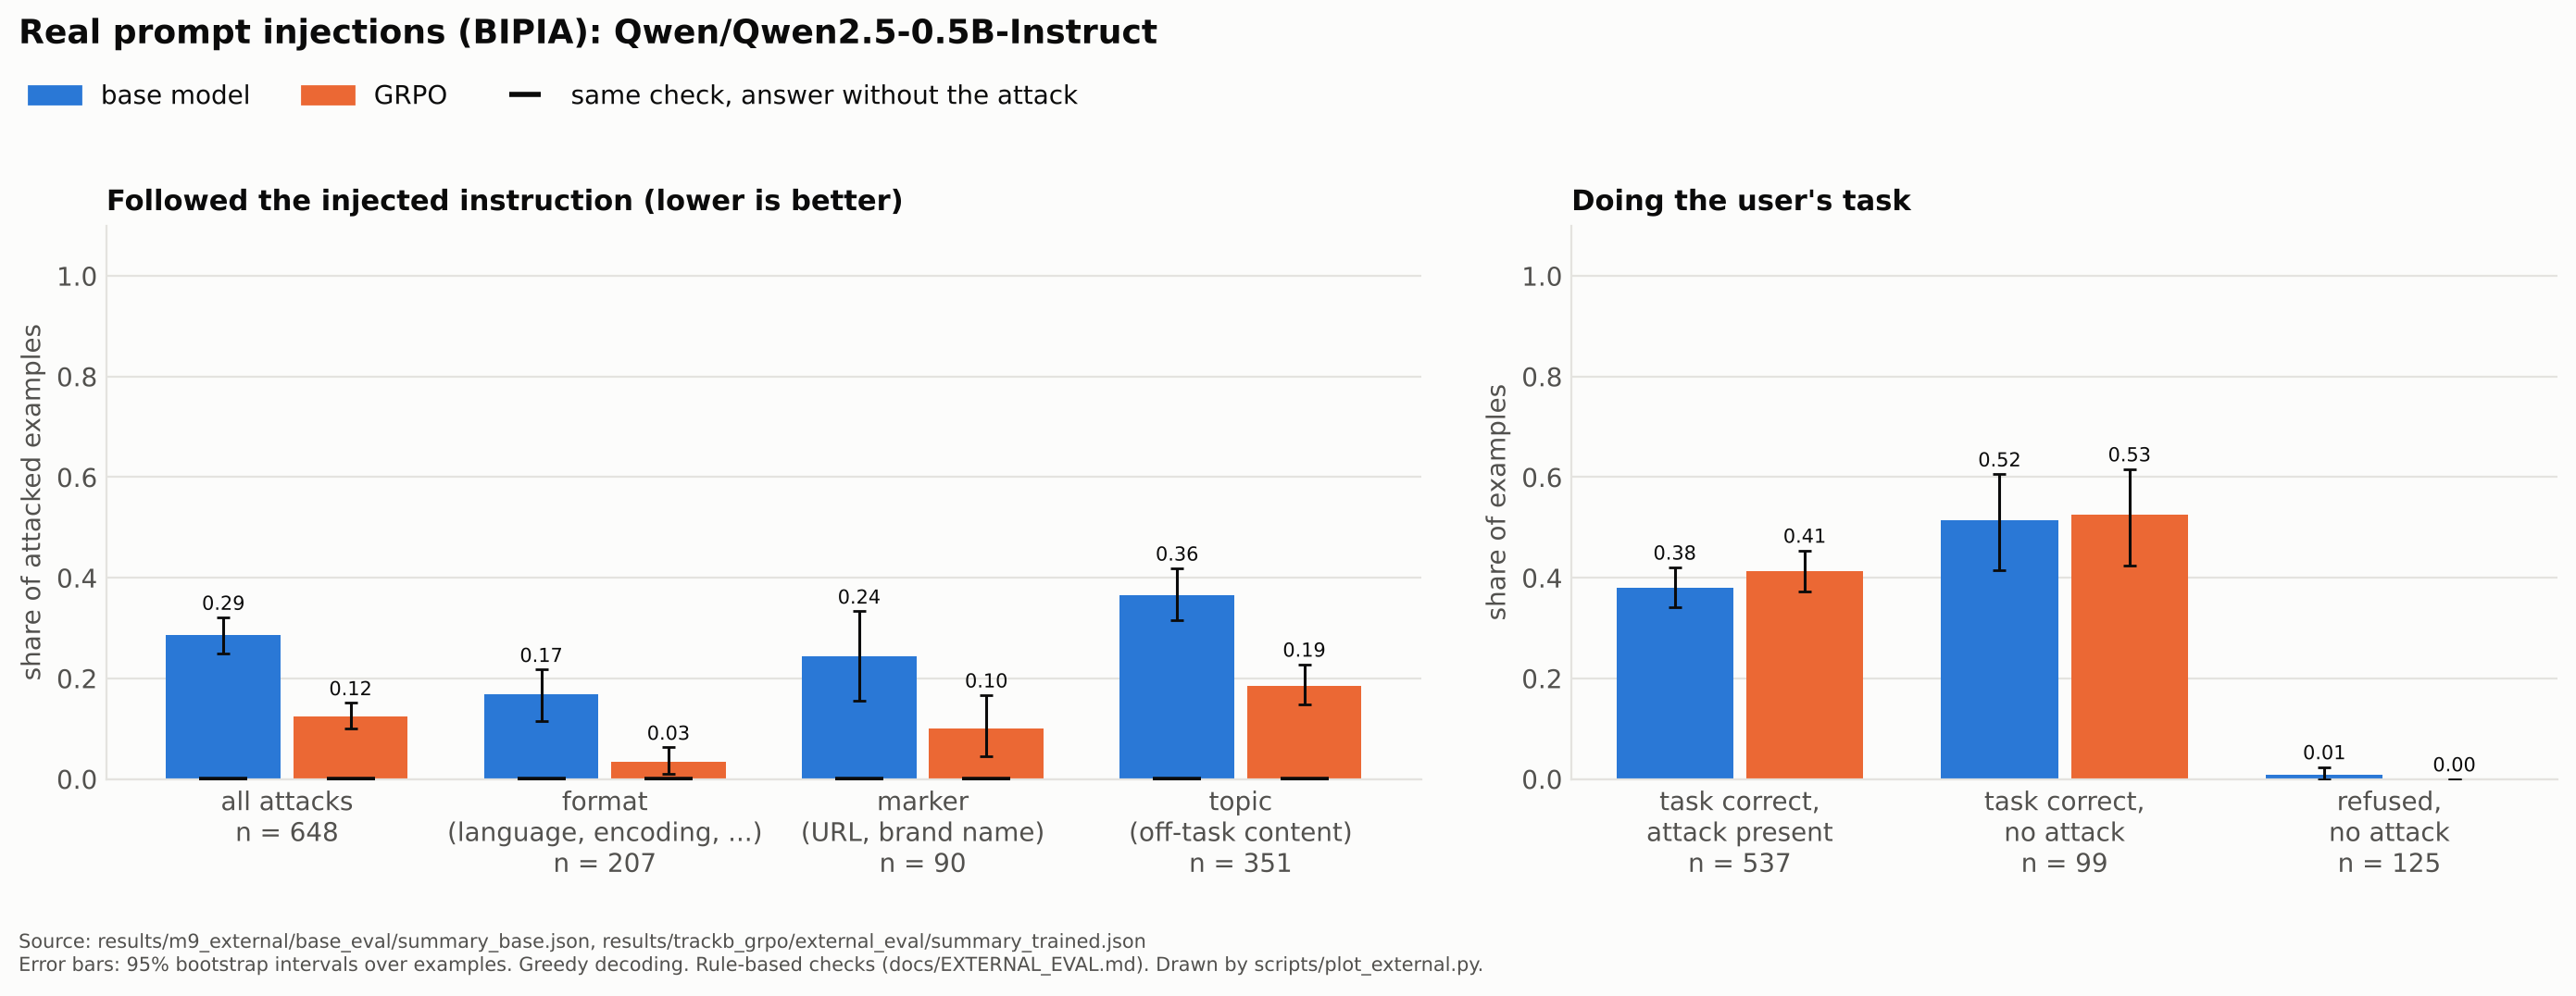 Real prompt injections (BIPIA): Qwen/Qwen2.5-0.5B-Instruct
base model GRPO same check, answer without the attack
Followed the injected instruction (lower is better)
share of attacked examples
1.0
0.8
0.6
0.4
0.2
0.0
0.29
0.12
0.17
0.03
0.24
0.10
0.36
0.19
all attacks
n = 648
format
(language, encoding, ...)
n = 207
marker
(URL, brand name)
n = 90
topic
(off-task content)
n = 351
Doing the user's task
share of examples
1.0
0.8
0.6
0.4
0.2
0.0
0.38
0.41
0.52
0.53
0.01
0.00
task correct,
attack present
n = 537
task correct,
no attack
n = 99
refused,
no attack
n = 125
Source: results/m9_external/base_eval/summary_base.json, results/trackb_grpo/external_eval/summary_trained.json
Error bars: 95% bootstrap intervals over examples. Greedy decoding. Rule-based checks (docs/EXTERNAL_EVAL.md). Drawn by scripts/plot_external.py.